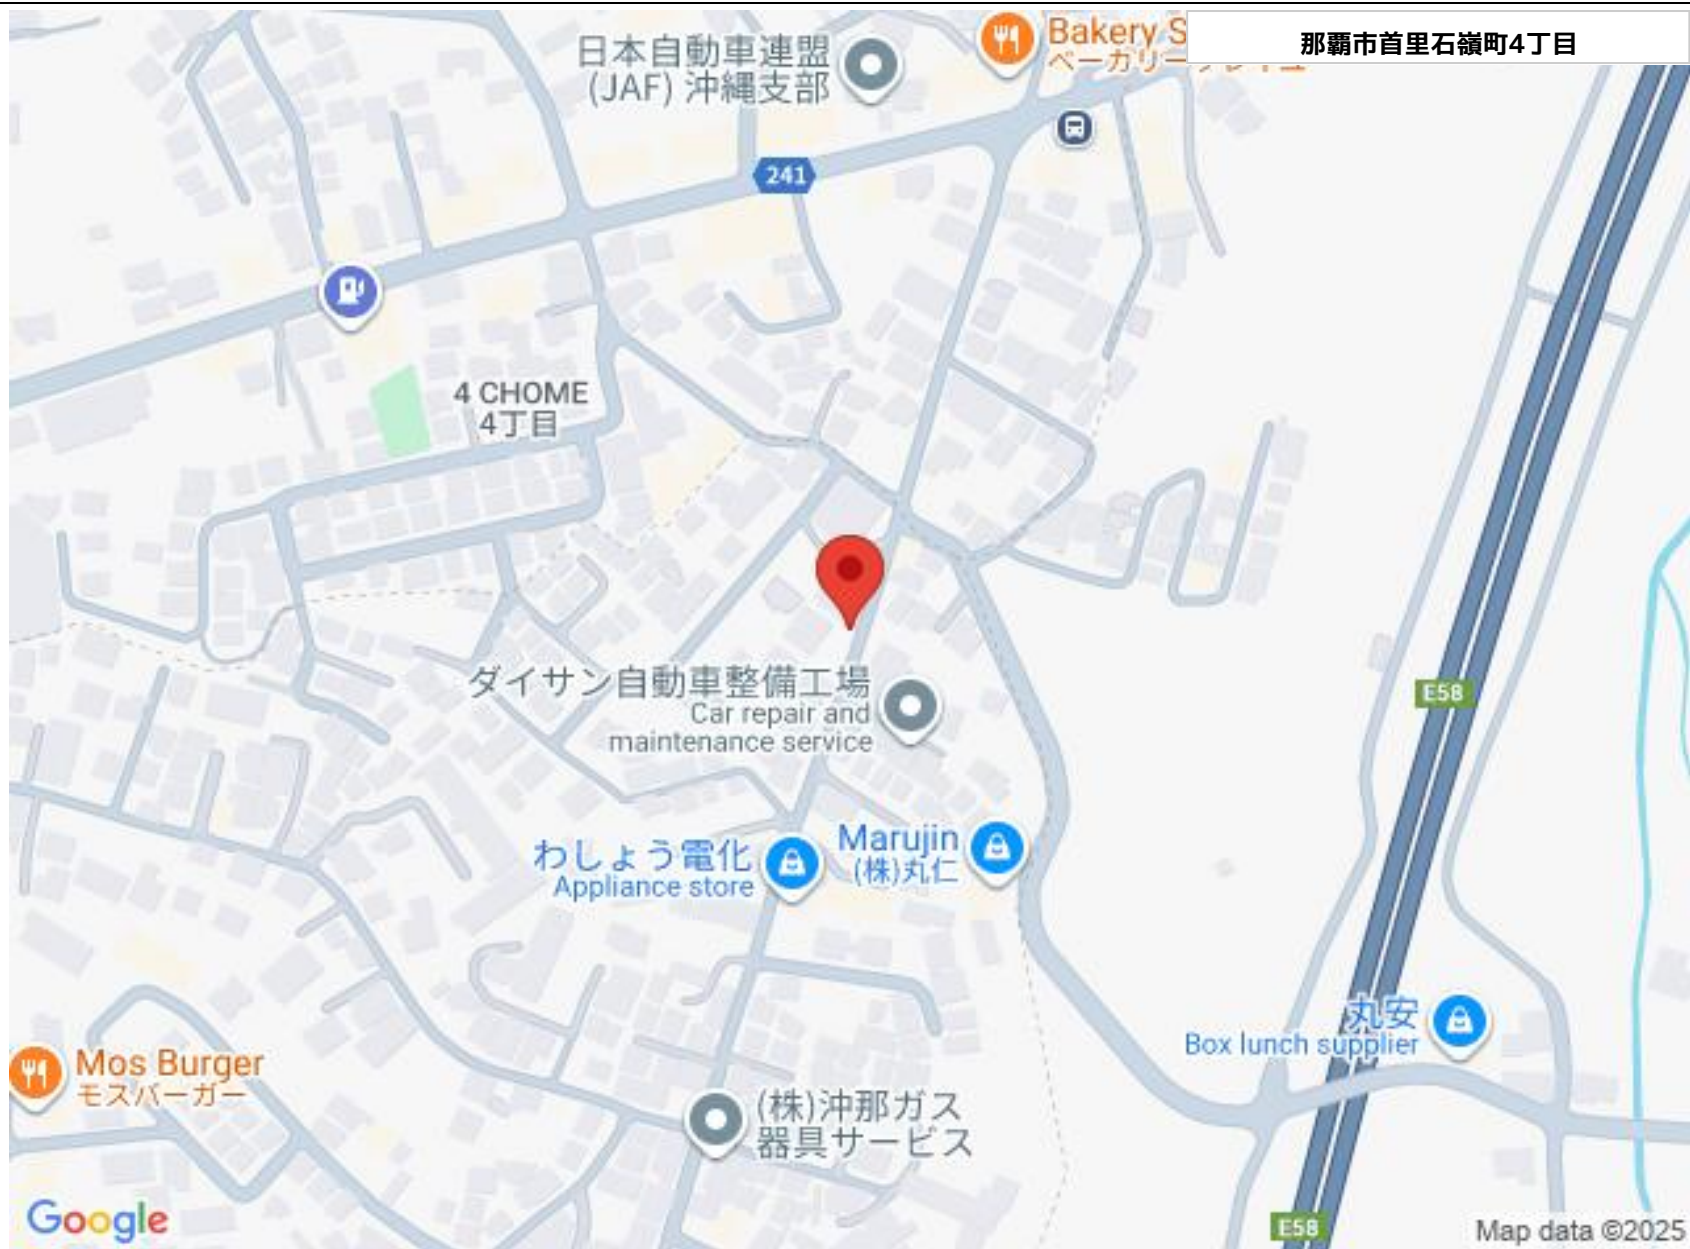 日本自動車連盟
(JAF) 沖縄支部
Bakery S
那覇市首里石嶺町4丁目
241
4 CHOME
4丁目
ダイサン自動車整備工場
Car repair and
maintenance service
E58
わしょう電化
Appliance store
Marujin
(株)丸仁
丸安
Box lunch supplier
Mos Burger
モスバーガー
(株)沖那ガス
器具サービス
Google
E58
Map data ©2025